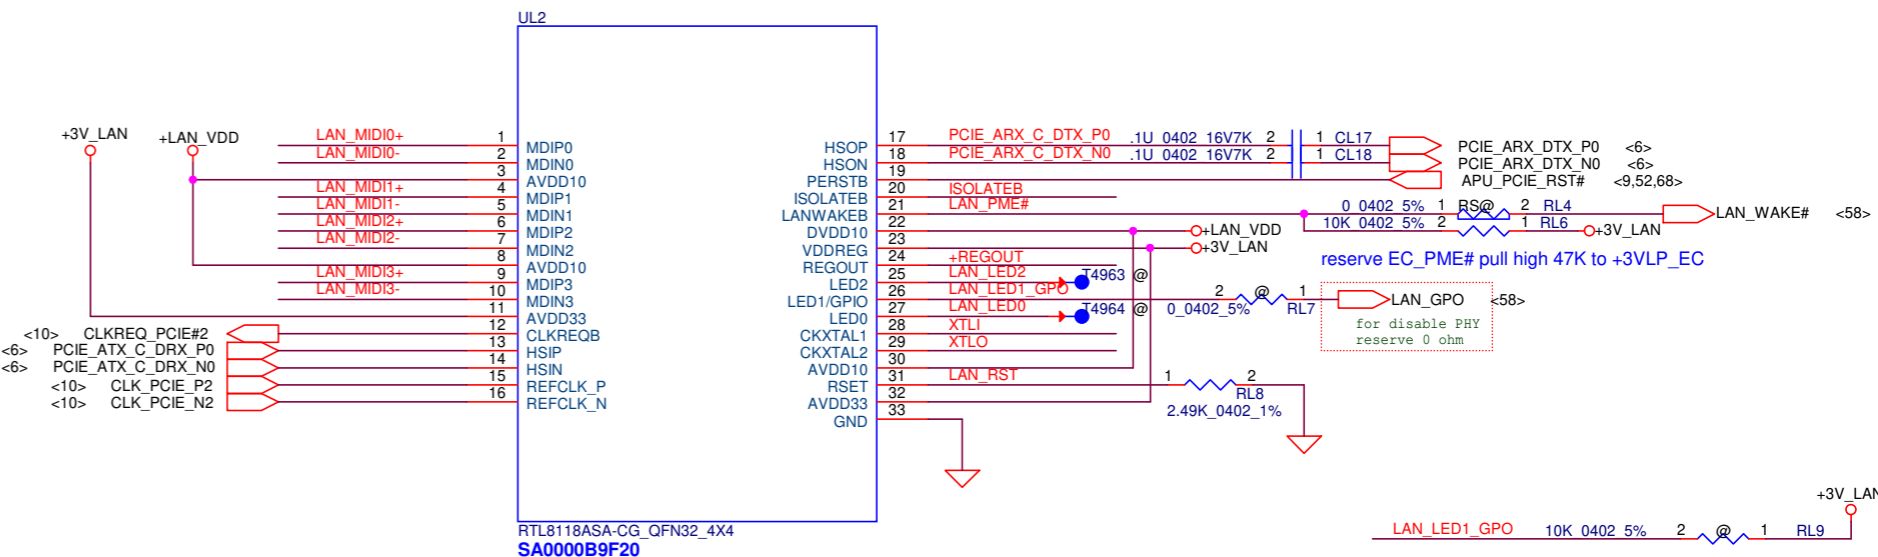 UL2
+3V_LAN
+LAN_VDD
LAN_MIDI0+ 1 MDIP0
LAN_MIDI0- 2 MDIN0
3 AVDD10
LAN_MIDI1+ 4 MDIP1
LAN_MIDI1- 5 MDIN1
LAN_MIDI2+ 6 MDIP2
LAN_MIDI2- 7 MDIN2
8 AVDD10
LAN_MIDI3+ 9 MDIP3
LAN_MIDI3- 10 MDIN3
11 AVDD33
<10> CLKREQ_PCIE#2 12 CLKREQB
<6> PCIE_ATX_C_DRX_P0 13 HSIP
<6> PCIE_ATX_C_DRX_N0 14 HSIN
<10> CLK_PCIE_P2 15 REFCLK_P
<10> CLK_PCIE_N2 16 REFCLK_N
HSOP 17 PCIE_ARX_C_DTX_P0 .1U_0402_16V7K 2 1 CL17 PCIE_ARX_DTX_P0 <6>
HSON 18 PCIE_ARX_C_DTX_N0 .1U_0402_16V7K 2 1 CL18 PCIE_ARX_DTX_N0 <6>
PERSTB 19 APU_PCIE_RST# <9,52,68>
ISOLATEB 20 ISOLATEB
LANWAKEB 21 LAN_PME# 0_0402_5% 1 RS@ 2 RL4 LAN_WAKE# <58>
10K_0402_5% 2 1 RL6 +3V_LAN
DVDD10 22 +LAN_VDD
VDDREG 23 +3V_LAN
reserve EC_PME# pull high 47K to +3VLP_EC
REGOUT 24 +REGOUT
LED2 25 LAN_LED2 T4963 @
LED1/GPIO 26 LAN_LED1_GPO 2 @ 1 LAN_GPO <58>
0_0402_5% RL7
LED0 27 LAN_LED0 T4964 @
for disable PHY
reserve 0 ohm
CKXTAL1 28 XTLI
CKXTAL2 29 XTLO
AVDD10 30
RSET 31 LAN_RST 1 2
RL8
2.49K_0402_1%
AVDD33 32
GND 33
RTL8118ASA-CG_QFN32_4X4
SA0000B9F20
+3V_LAN
LAN_LED1_GPO 10K_0402_5% 2 @ 1 RL9